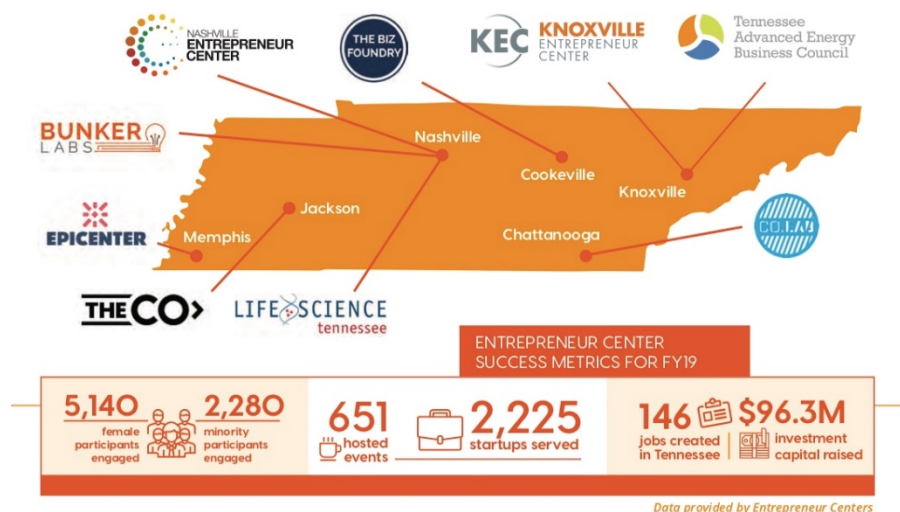 NASHVILLE
ENTREPRENEUR
CENTER
THE BIZ
FOUNDRY
KEC
KNOXVILLE
ENTREPRENEUR
CENTER
Tennessee
Advanced Energy
Business Council
BUNKER
LABS
Nashville
Cookeville
Knoxville
EPICENTER
Memphis
Jackson
Chattanooga
CO.LAB
THE CO
LIFE SCIENCE
tennessee
ENTREPRENEUR CENTER
SUCCESS METRICS FOR FY19
5,140
female
participants
engaged
2,280
minority
participants
engaged
651
hosted
events
2,225
startups served
146
jobs created
in Tennessee
$96.3M
investment
capital raised
Data provided by Entrepreneur Centers